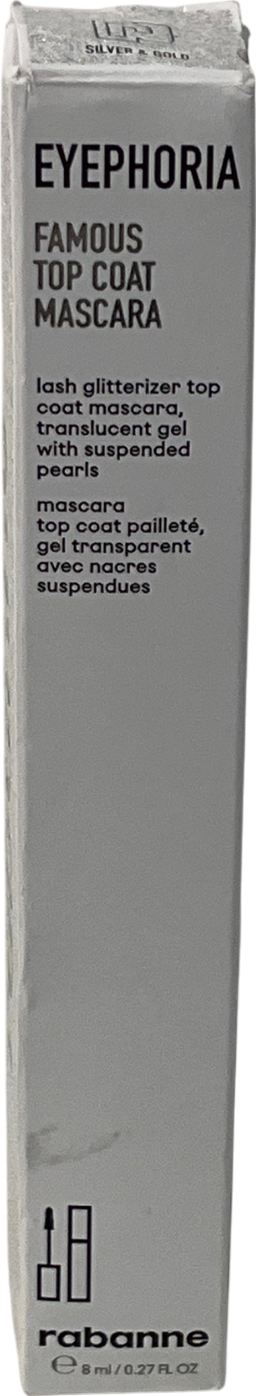 SILVER & GOLD
EYEPHORIA
FAMOUS
TOP COAT
MASCARA
lash glitterizer top
coat mascara,
translucent gel
with suspended
pearls
mascara
top coat pailleté,
gel transparent
avec nacres
suspendues
rabanne
℮ 8 ml / 0.27 FL OZ